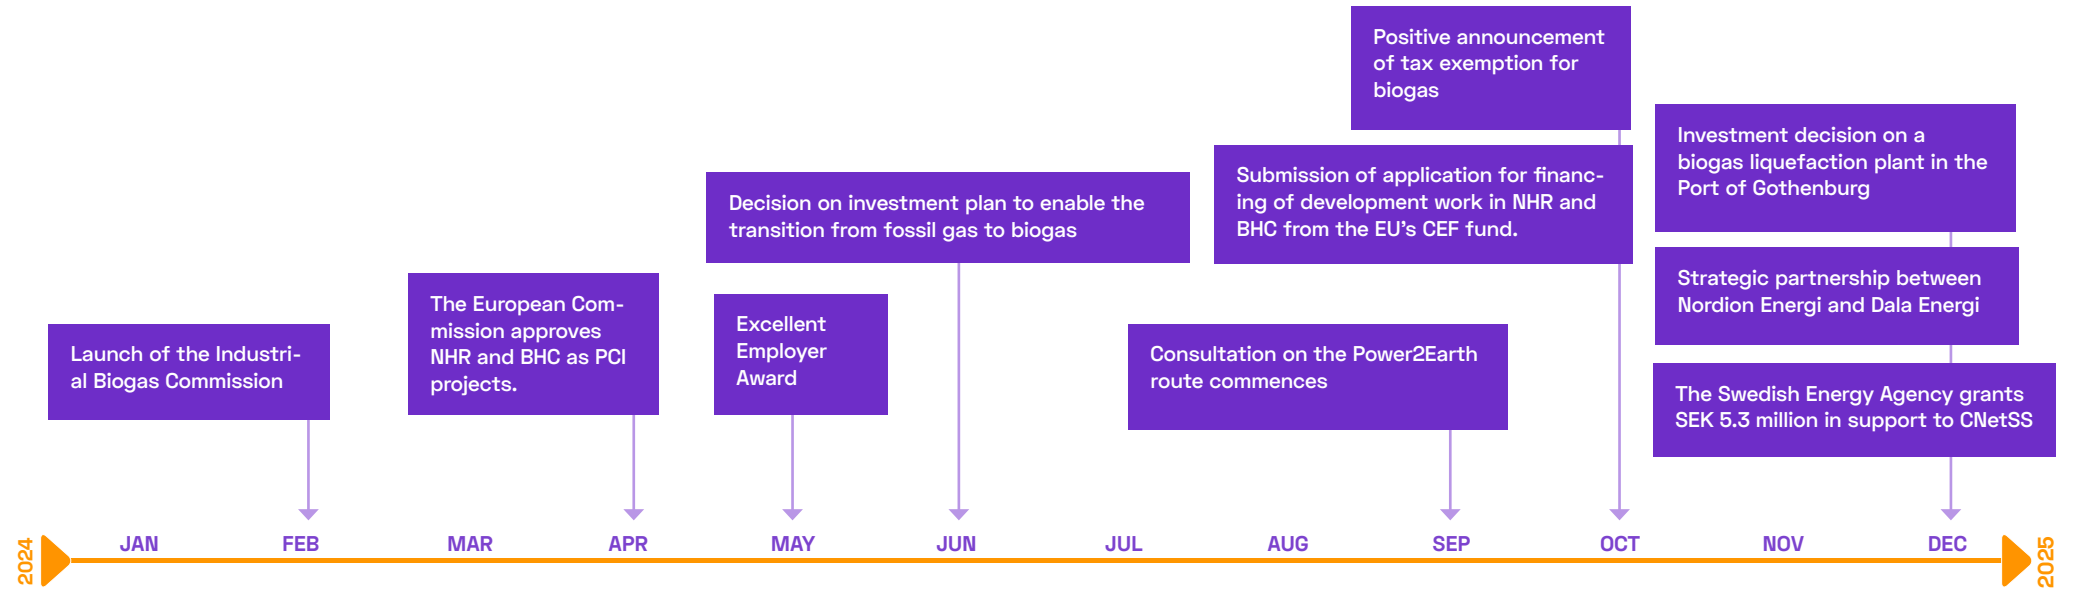 Positive announcement
of tax exemption for
biogas
Investment decision on a
biogas liquefaction plant in the
Port of Gothenburg
Submission of application for financ-
ing of development work in NHR and
BHC from the EU’s CEF fund.
Decision on investment plan to enable the
transition from fossil gas to biogas
Strategic partnership between
Nordion Energi and Dala Energi
The European Com-
mission approves
NHR and BHC as PCI
projects.
Excellent
Employer
Award
Launch of the Industri-
al Biogas Commission
Consultation on the Power2Earth
route commences
The Swedish Energy Agency grants
SEK 5.3 million in support to CNetSS
2024
JAN FEB MAR APR MAY JUN JUL AUG SEP OCT NOV DEC
2025